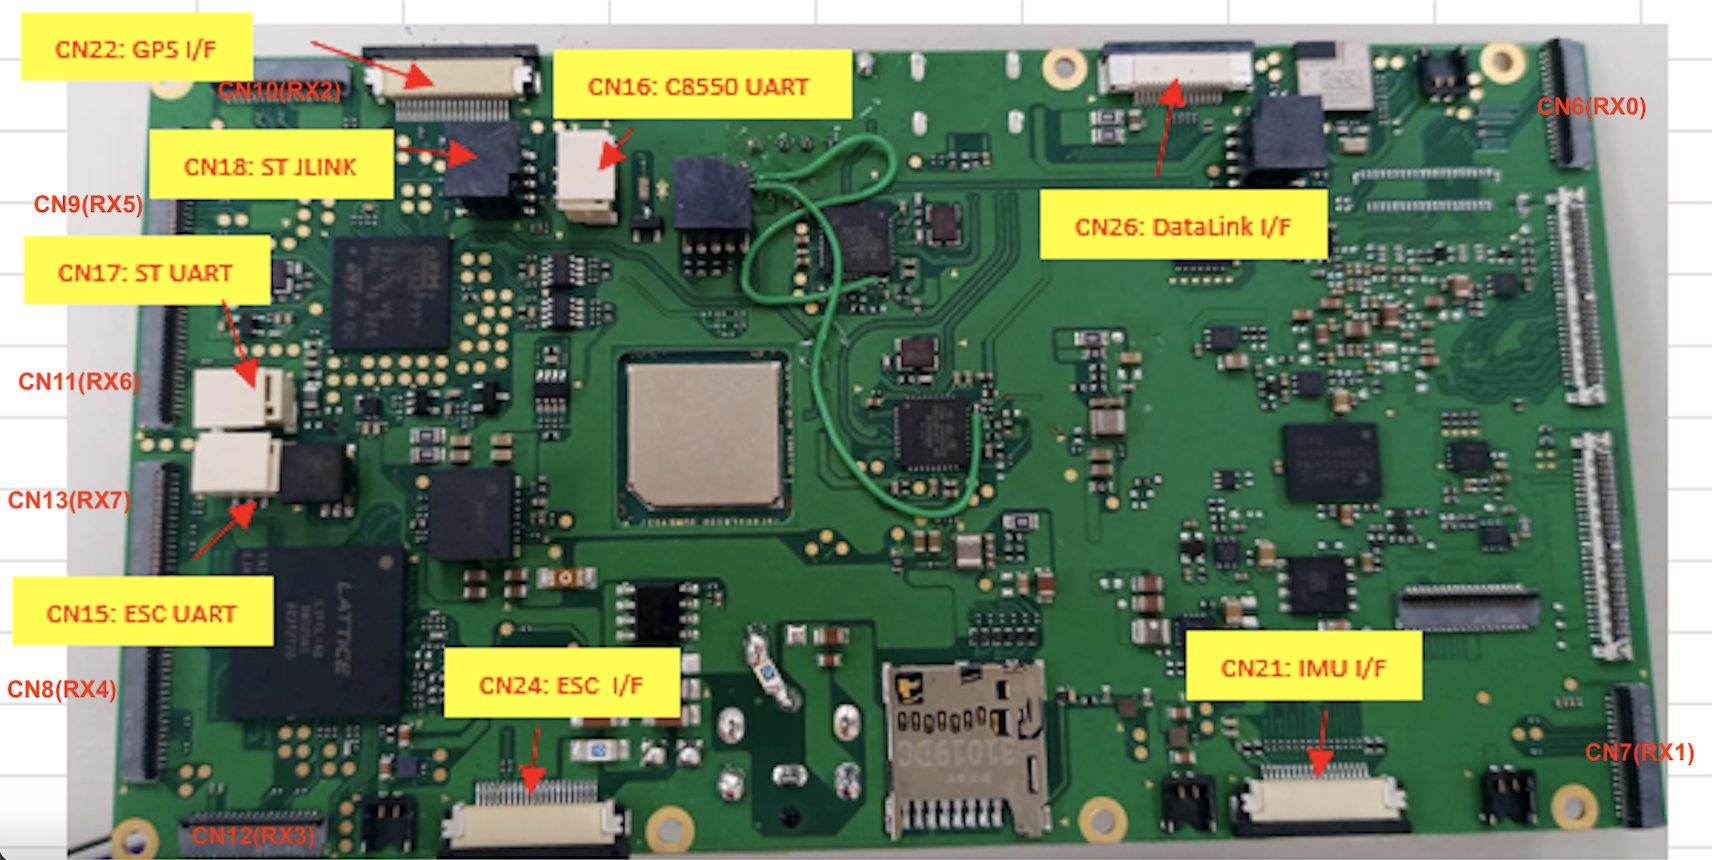 CN22: GPS I/F
CN10(RX2)
CN16: C8550 UART
CN6(RX0)
CN18: ST JLINK
CN9(RX5)
CN26: DataLink I/F
CN17: ST UART
CN11(RX6)
CN13(RX7)
CN15: ESC UART
LATTICE
CN24: ESC I/F
CN21: IMU I/F
CN8(RX4)
31019DC
CN7(RX1)
CN12(RX3)